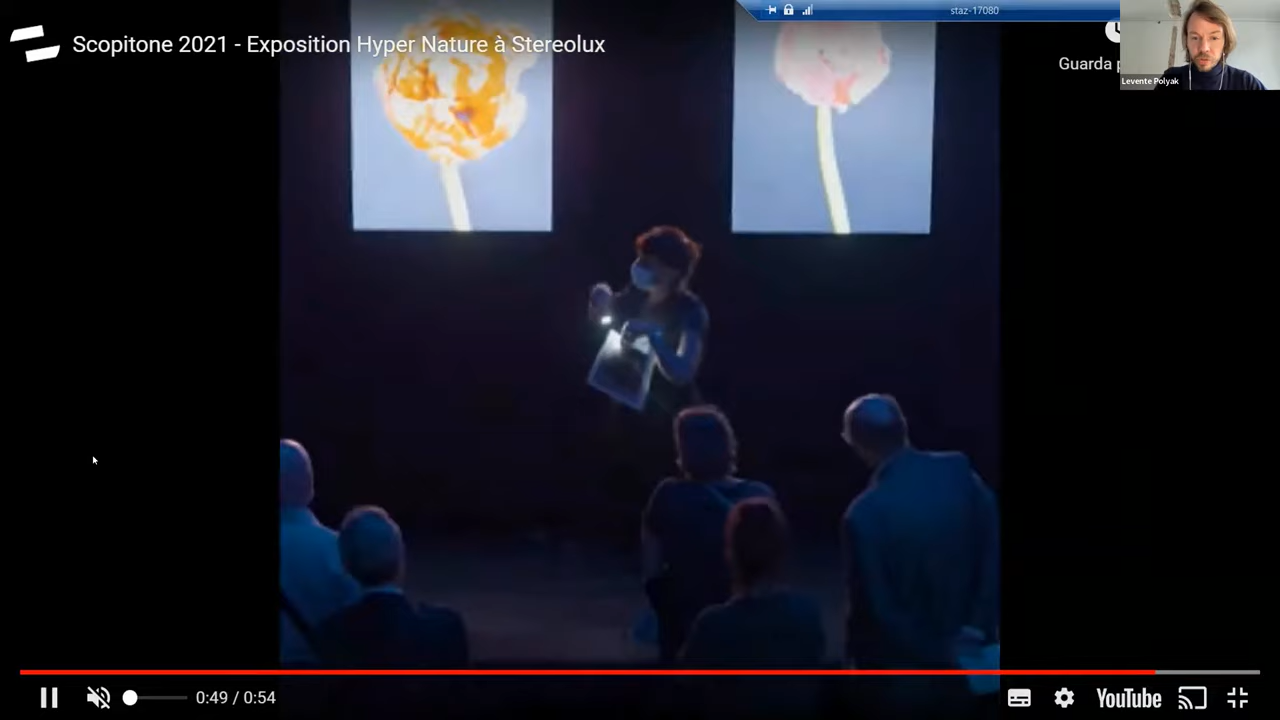 staz-17080
Scopitone 2021 - Exposition Hyper Nature à Stereolux
Guarda p
Levente Polyak
0:49 / 0:54
YouTube